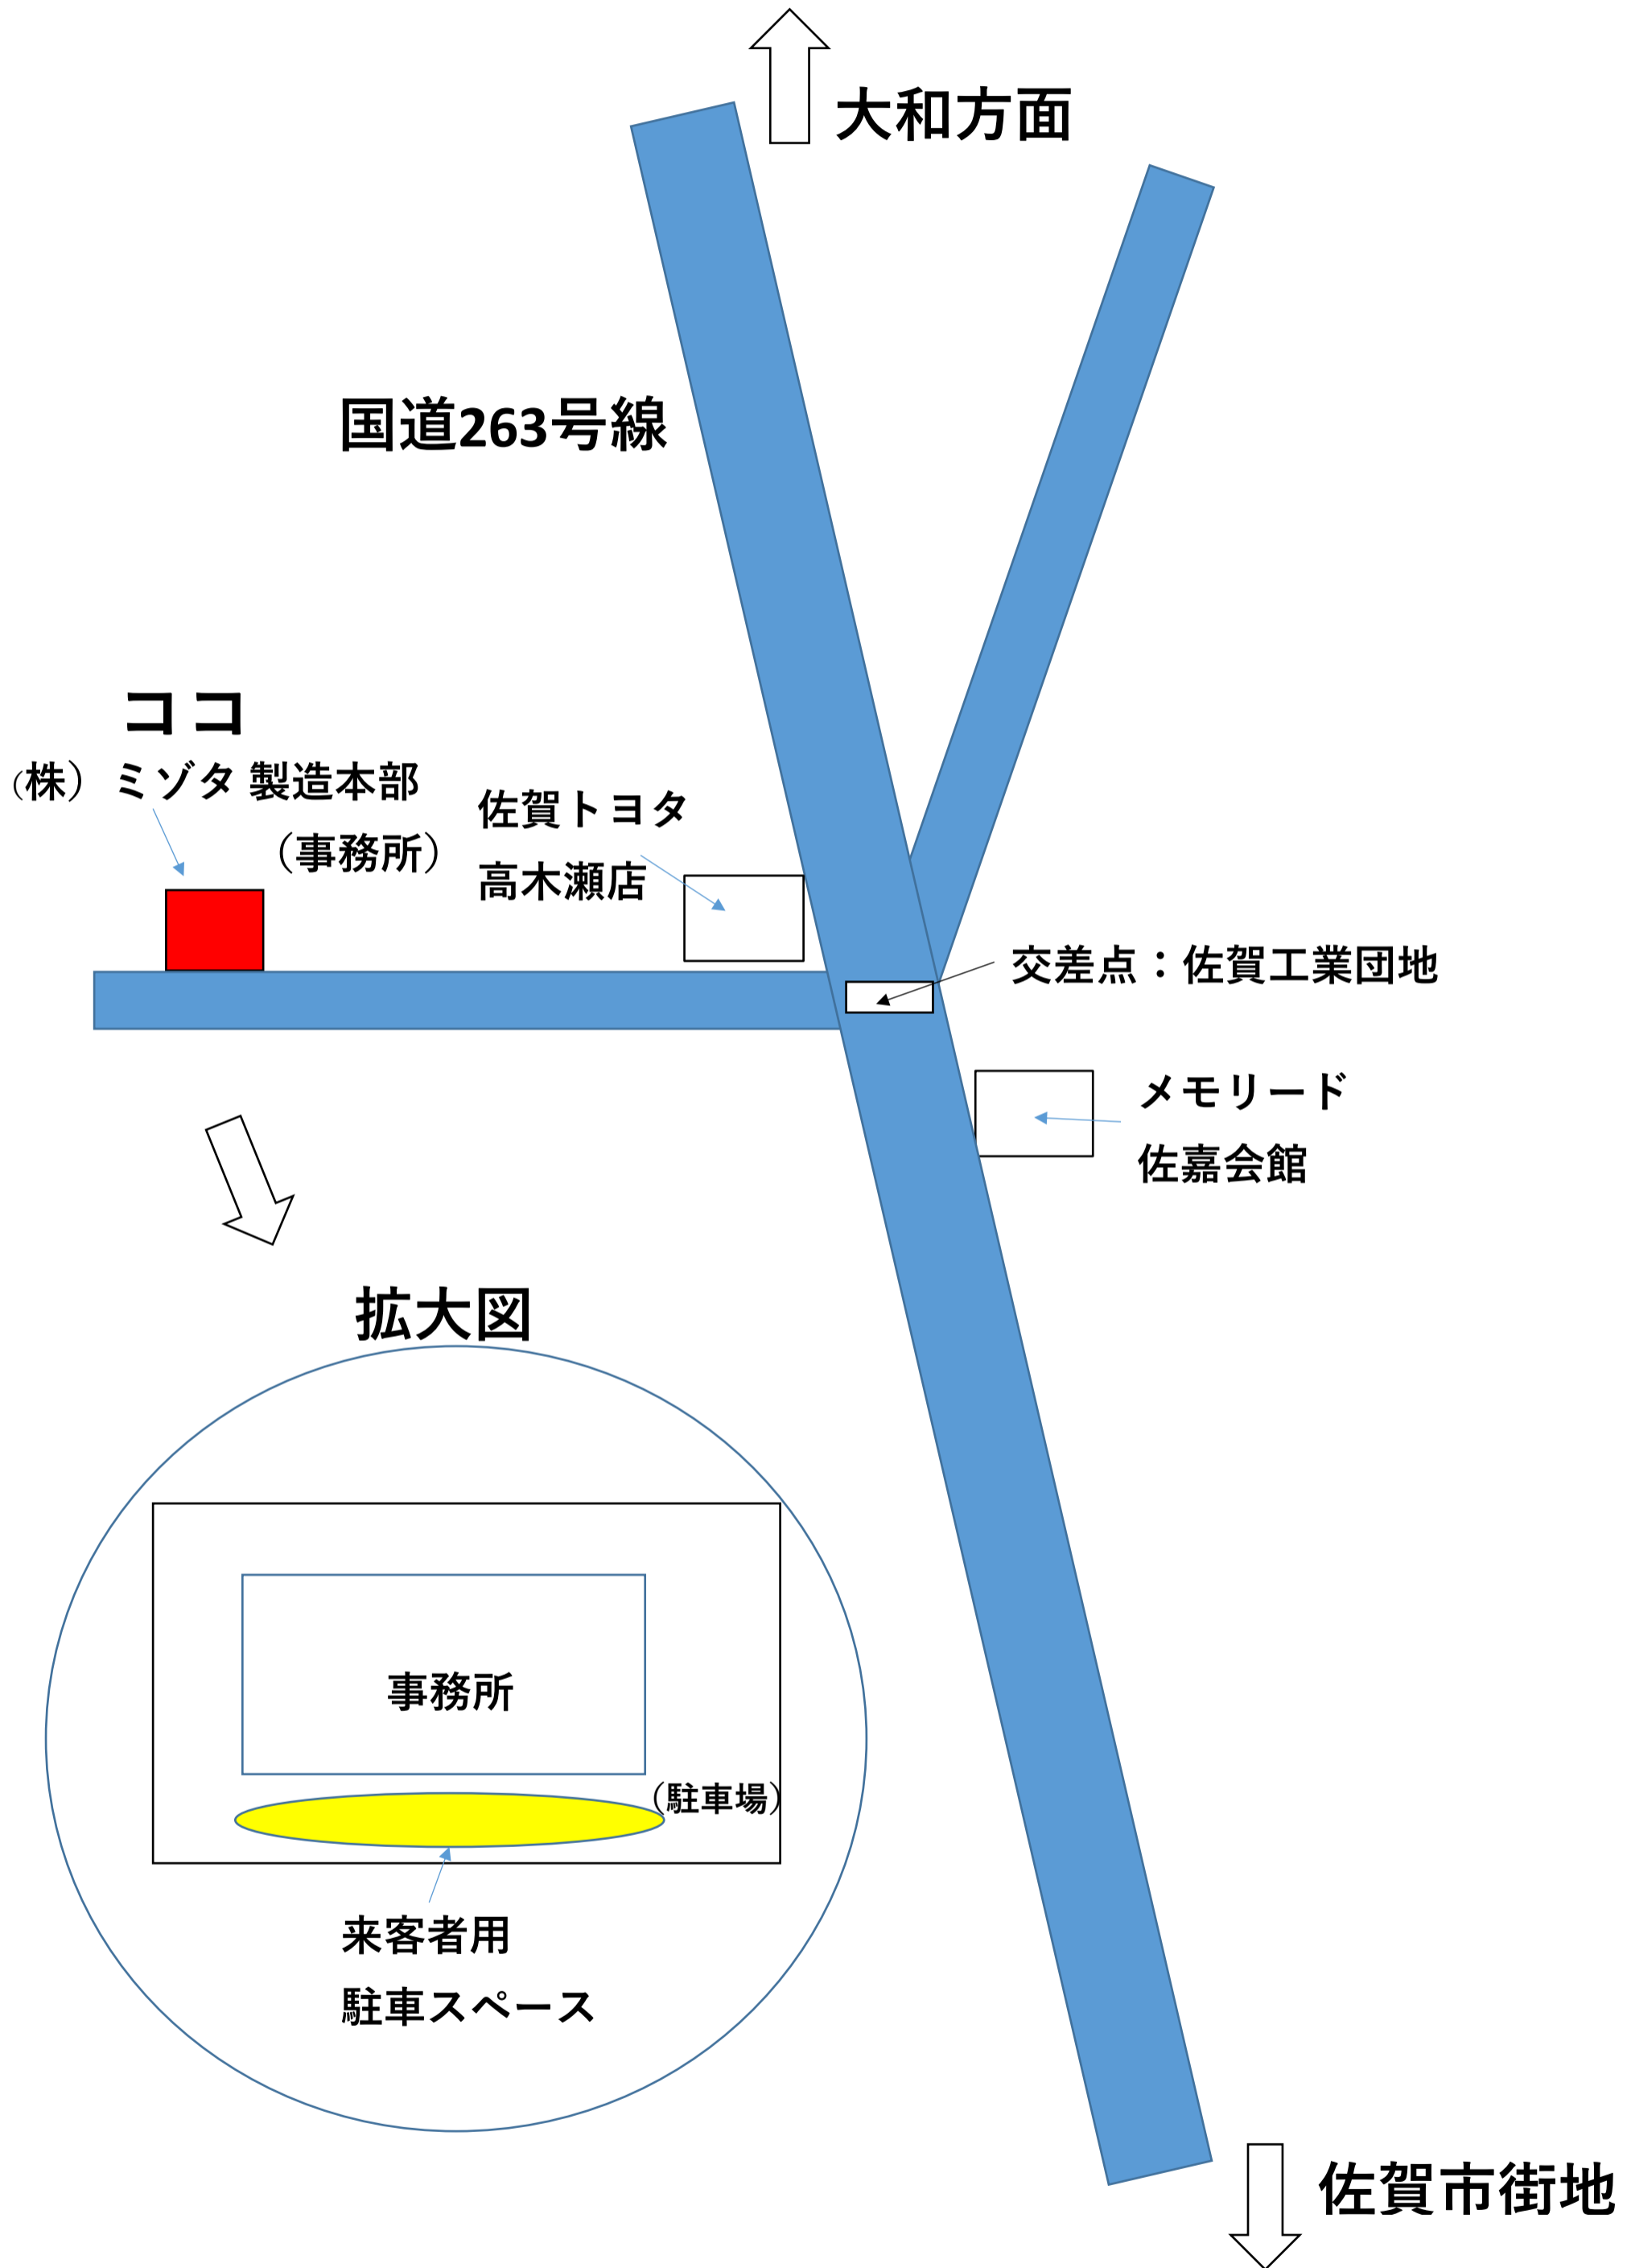 大和方面
国道263号線
ココ
（株）ミゾタ製造本部
（事務所）
佐賀トヨタ
高木瀬店
交差点：佐賀工業団地
メモリード
佐嘉会館
拡大図
事務所
（駐車場）
来客者用
駐車スペース
佐賀市街地